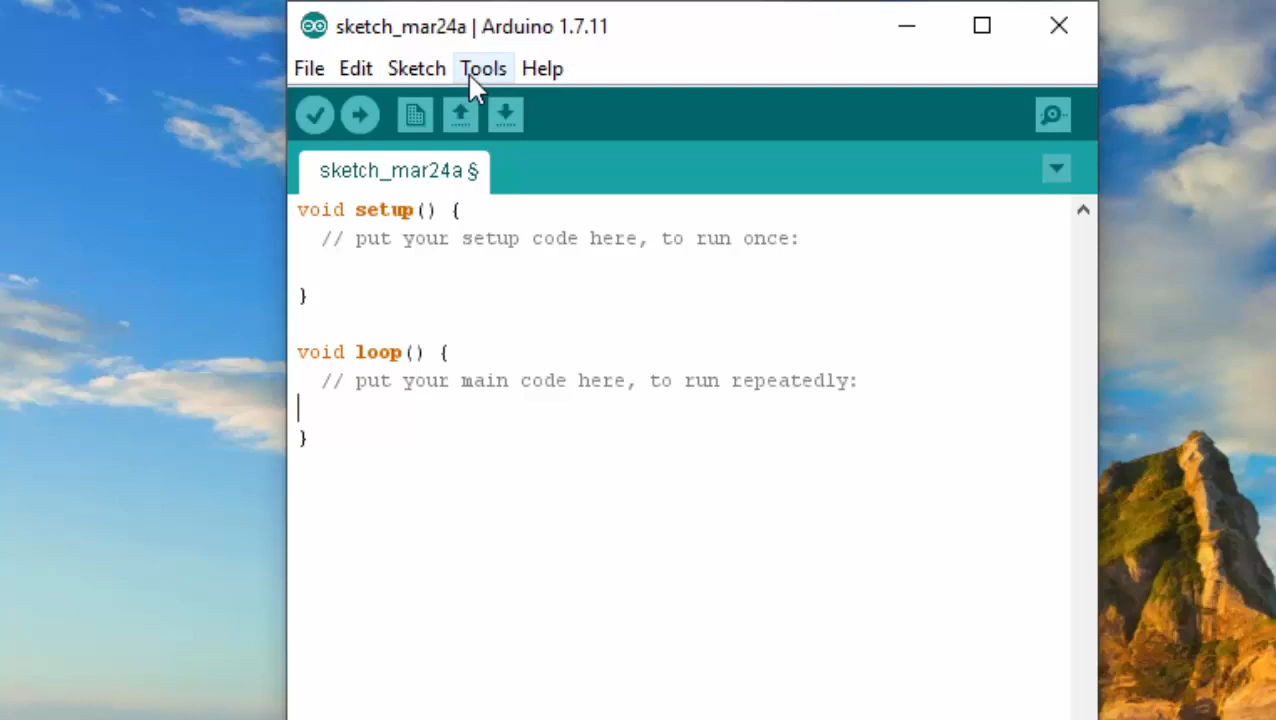 sketch_mar24a | Arduino 1.7.11
File Edit Sketch Tools Help
sketch_mar24a §
void setup() {
  // put your setup code here, to run once:
}
void loop() {
  // put your main code here, to run repeatedly:
}